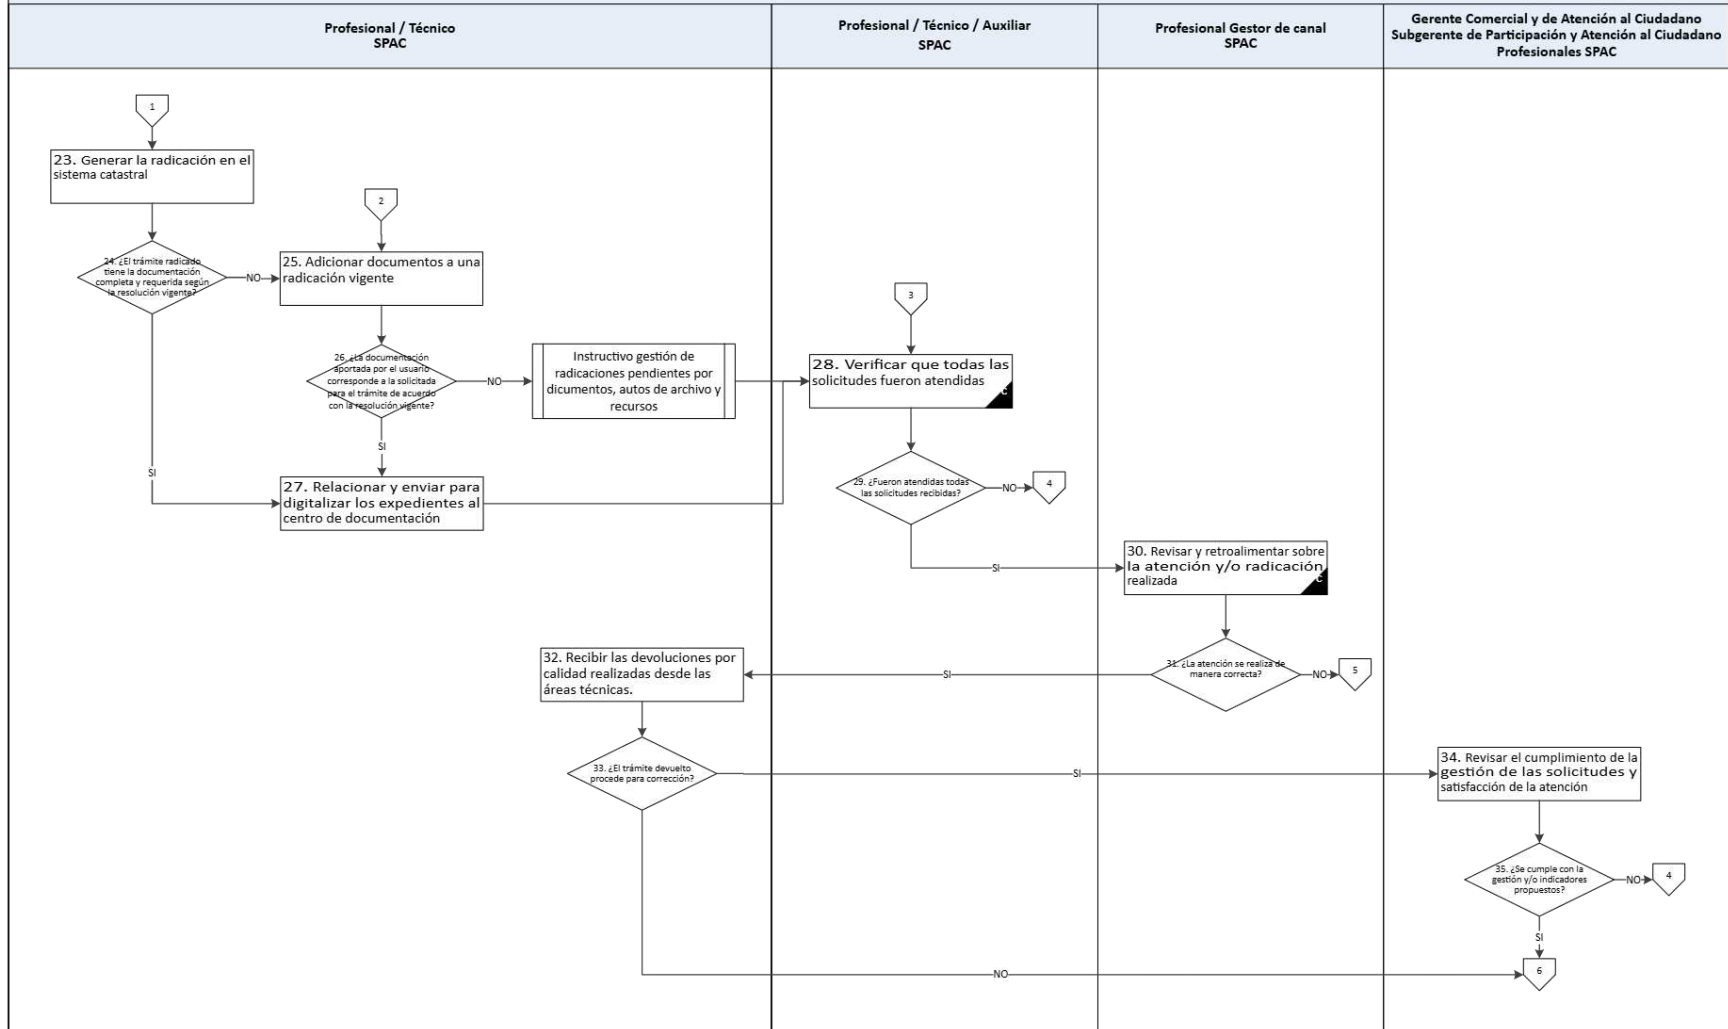 Profesional / Técnico
SPAC
Profesional / Técnico / Auxiliar
SPAC
Profesional Gestor de canal
SPAC
Gerente Comercial y de Atención al Ciudadano
Subgerente de Participación y Atención al Ciudadano
Profesionales SPAC
1
23. Generar la radicación en el
sistema catastral
24. ¿El trámite radicado
tiene la documentación
completa y requerida según
la resolución vigente?
NO
SI
2
25. Adicionar documentos a una
radicación vigente
26. ¿La documentación
aportada por el usuario
corresponde a la solicitada
para el trámite de acuerdo
con la resolución vigente?
NO
SI
Instructivo gestión de
radicaciones pendientes por
dicumentos, autos de archivo y
recursos
27. Relacionar y enviar para
digitalizar los expedientes al
centro de documentación
3
28. Verificar que todas las
solicitudes fueron atendidas
C
29. ¿Fueron atendidas todas
las solicitudes recibidas?
NO
4
SI
30. Revisar y retroalimentar sobre
la atención y/o radicación
realizada
C
31. ¿La atención se realiza de
manera correcta?
NO
5
SI
32. Recibir las devoluciones por
calidad realizadas desde las
áreas técnicas.
33. ¿El trámite devuelto
procede para corrección?
SI
NO
34. Revisar el cumplimiento de la
gestión de las solicitudes y
satisfacción de la atención
35. ¿Se cumple con la
gestión y/o indicadores
propuestos?
NO
4
SI
6